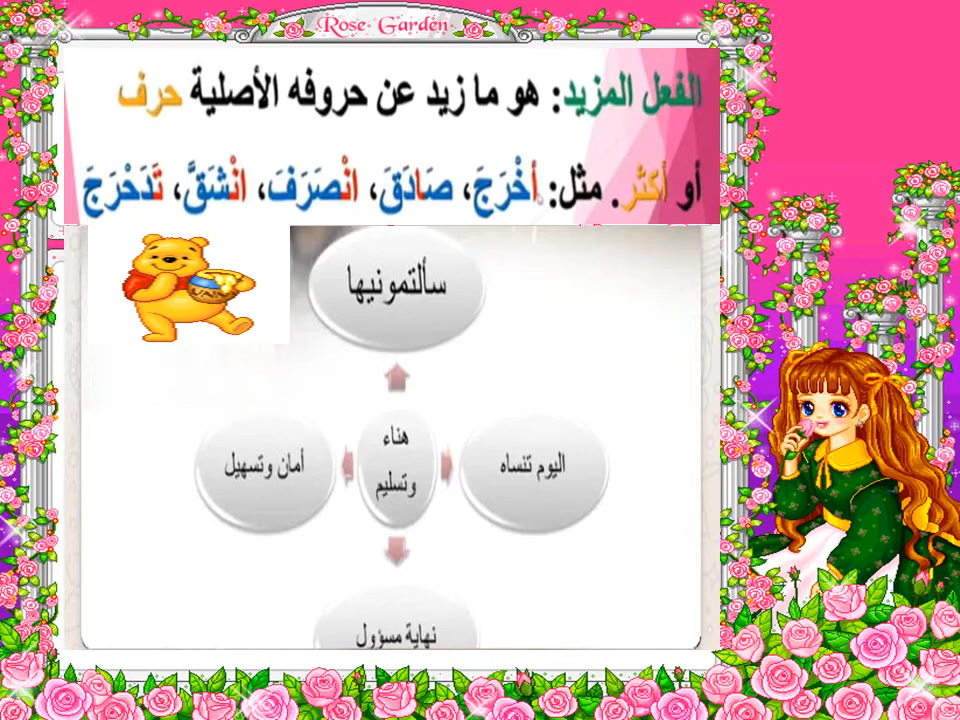 Rose Garden
الفعل المزيد: هو ما زيد عن حروفه الأصلية حرف
أو أكثر. مثل: أخْرَجَ، صَادَقَ، انْصَرَفَ، انْشَقَّ، تَدَحْرَجَ
سألتمونيها
هناء
وتسليم
اليوم تنساه
أمان وتسهيل
نهاية مسؤول